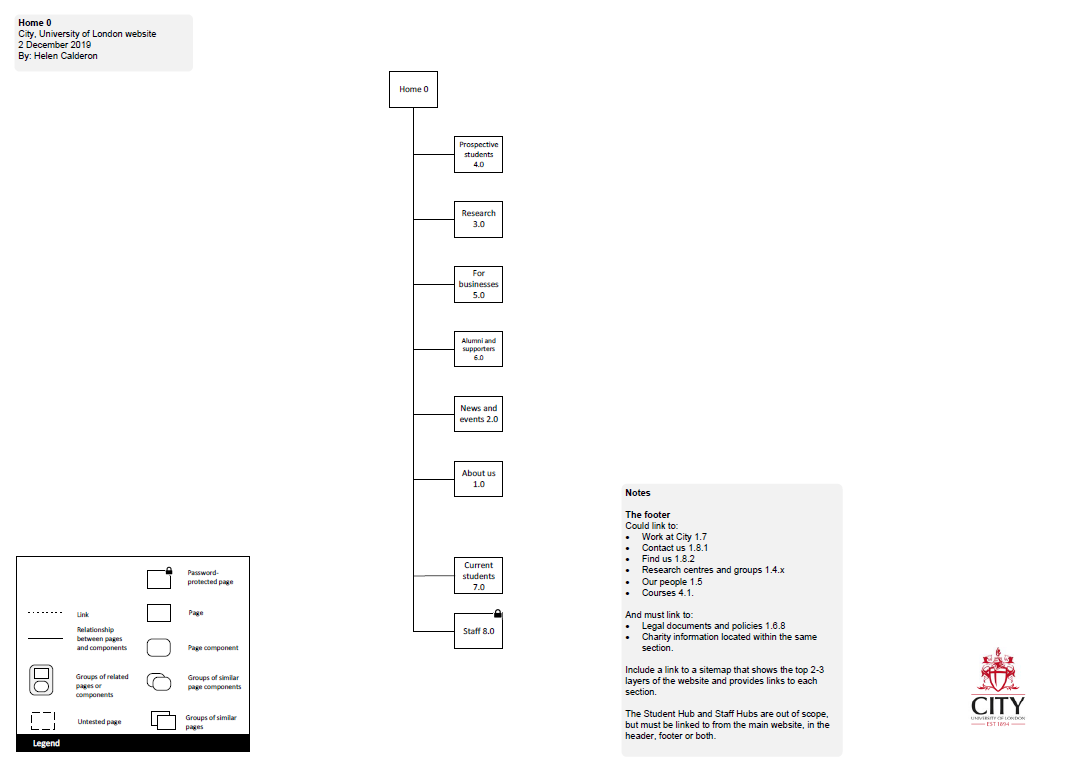 Home 0
City, University of London website
2 December 2019
By: Helen Calderon
Home 0
Prospective
students
4.0
Research
3.0
For
businesses
5.0
Alumni and
supporters
6.0
News and
events 2.0
About us
1.0
Current
students
7.0
Staff 8.0
Notes
The footer
Could link to:
• Work at City 1.7
• Contact us 1.8.1
• Find us 1.8.2
• Research centres and groups 1.4.x
• Our people 1.5
• Courses 4.1.
And must link to:
• Legal documents and policies 1.6.8
• Charity information located within the same
section.
Include a link to a sitemap that shows the top 2-3
layers of the website and provides links to each
section.
The Student Hub and Staff Hubs are out of scope,
but must be linked to from the main website, in the
header, footer or both.
Password-
protected page
Link
Page
Relationship
between pages
and components
Page component
Groups of related
pages or
components
Groups of similar
page components
Untested page
Groups of similar
pages
Legend
CITY
UNIVERSITY OF LONDON
EST 1894